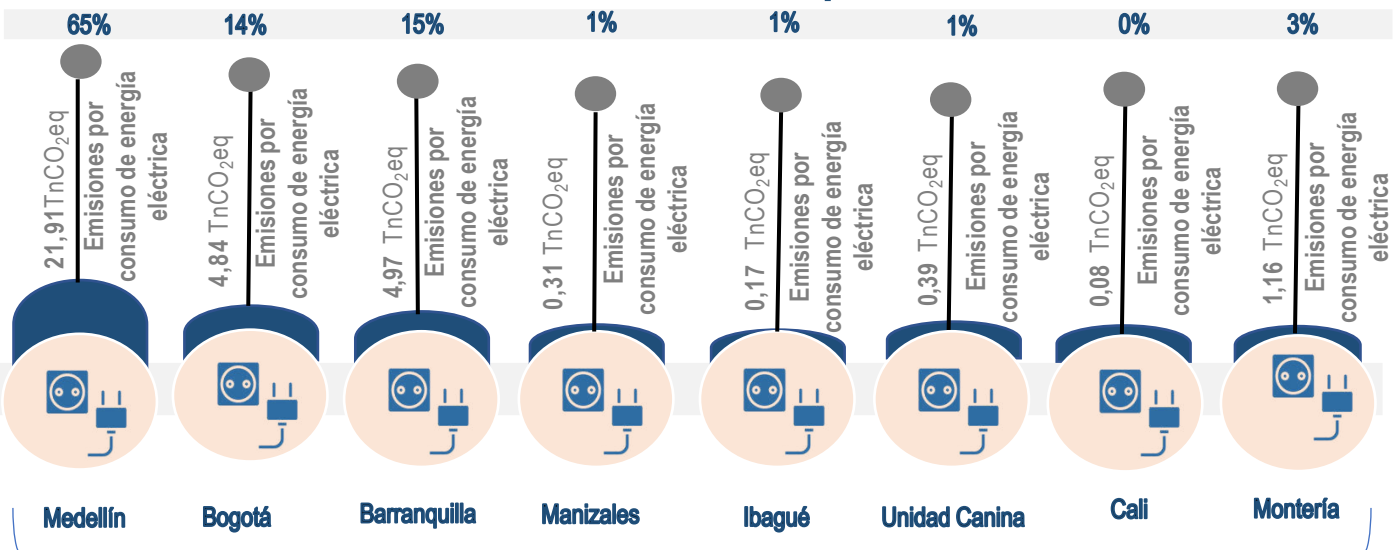 65%
14%
15%
1%
1%
1%
0%
3%
21,91TnCO₂eq
Emisiones por
consumo de energía
eléctrica
4,84 TnCO₂eq
Emisiones por
consumo de energía
eléctrica
4,97 TnCO₂eq
Emisiones por
consumo de energía
eléctrica
0,31 TnCO₂eq
Emisiones por
consumo de energía
eléctrica
0,17 TnCO₂eq
Emisiones por
consumo de energía
eléctrica
0,39 TnCO₂eq
Emisiones por
consumo de energía
eléctrica
0,08 TnCO₂eq
Emisiones por
consumo de energía
eléctrica
1,16 TnCO₂eq
Emisiones por
consumo de energía
eléctrica
Medellín
Bogotá
Barranquilla
Manizales
Ibagué
Unidad Canina
Cali
Montería